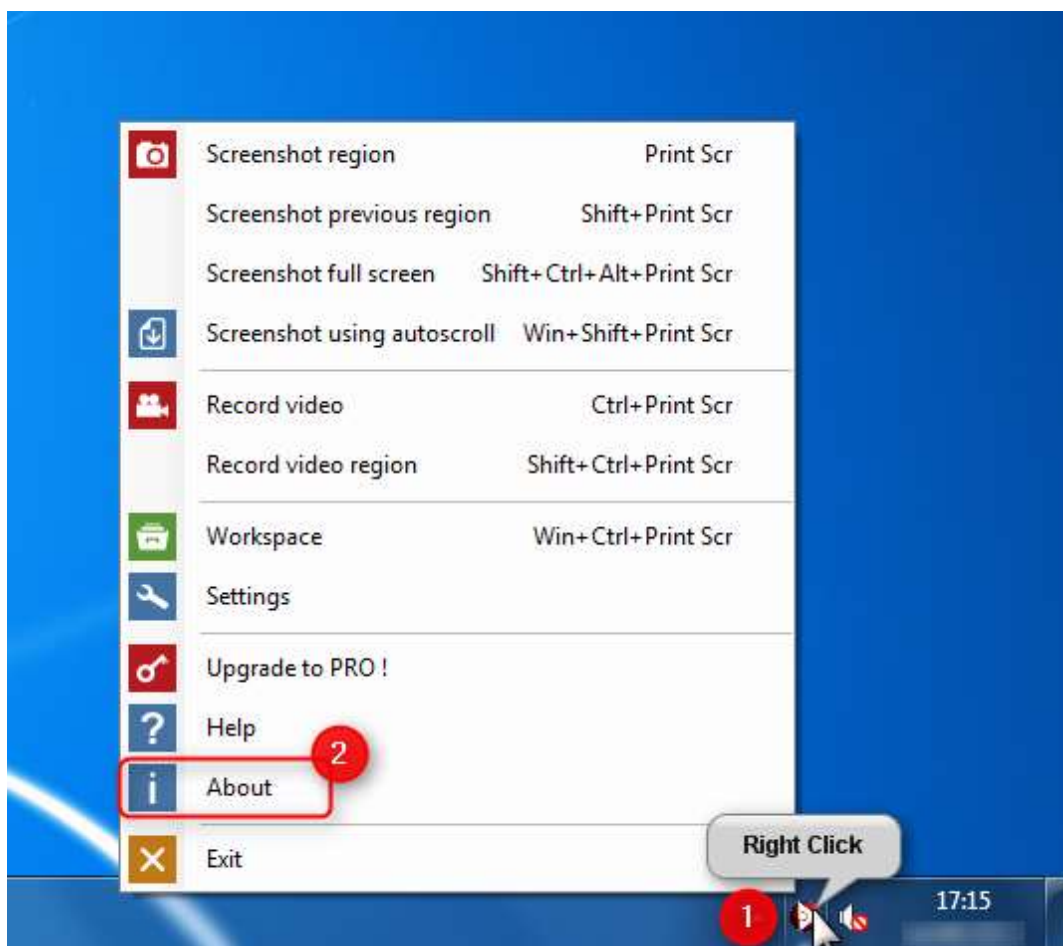 Screenshot region Print Scr
Screenshot previous region Shift+Print Scr
Screenshot full screen Shift+Ctrl+Alt+Print Scr
Screenshot using autoscroll Win+Shift+Print Scr
Record video Ctrl+Print Scr
Record video region Shift+Ctrl+Print Scr
Workspace Win+Ctrl+Print Scr
Settings
Upgrade to PRO !
? Help
2
i About
Exit
Right Click
1
17:15